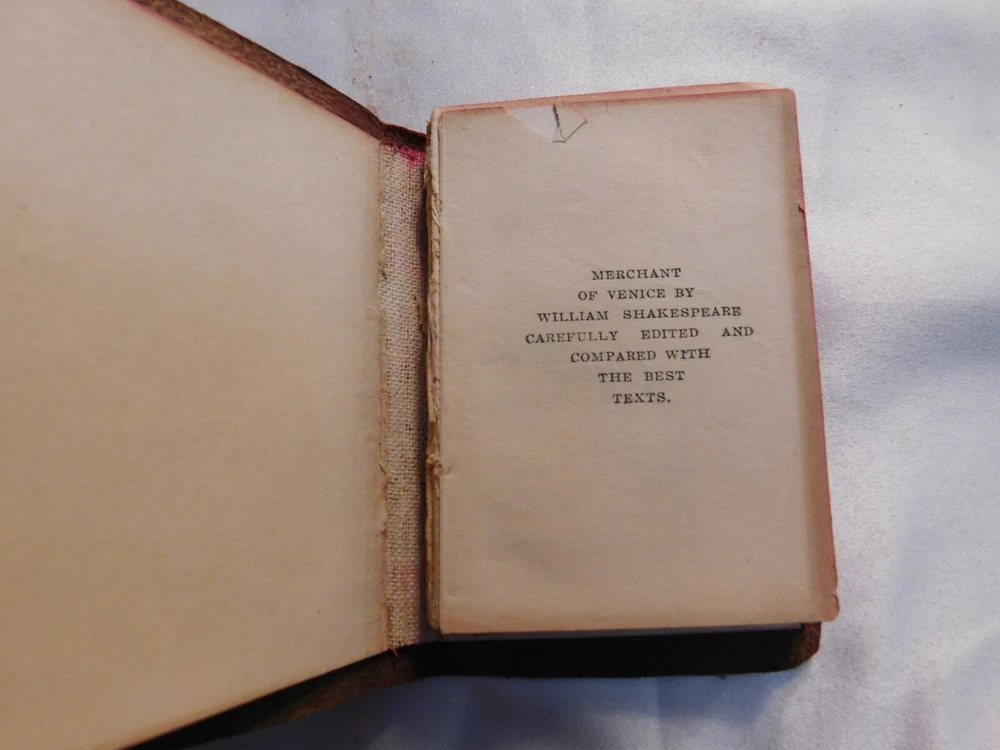 MERCHANT
OF VENICE BY
WILLIAM SHAKESPEARE
CAREFULLY EDITED AND
COMPARED WITH
THE BEST
TEXTS.